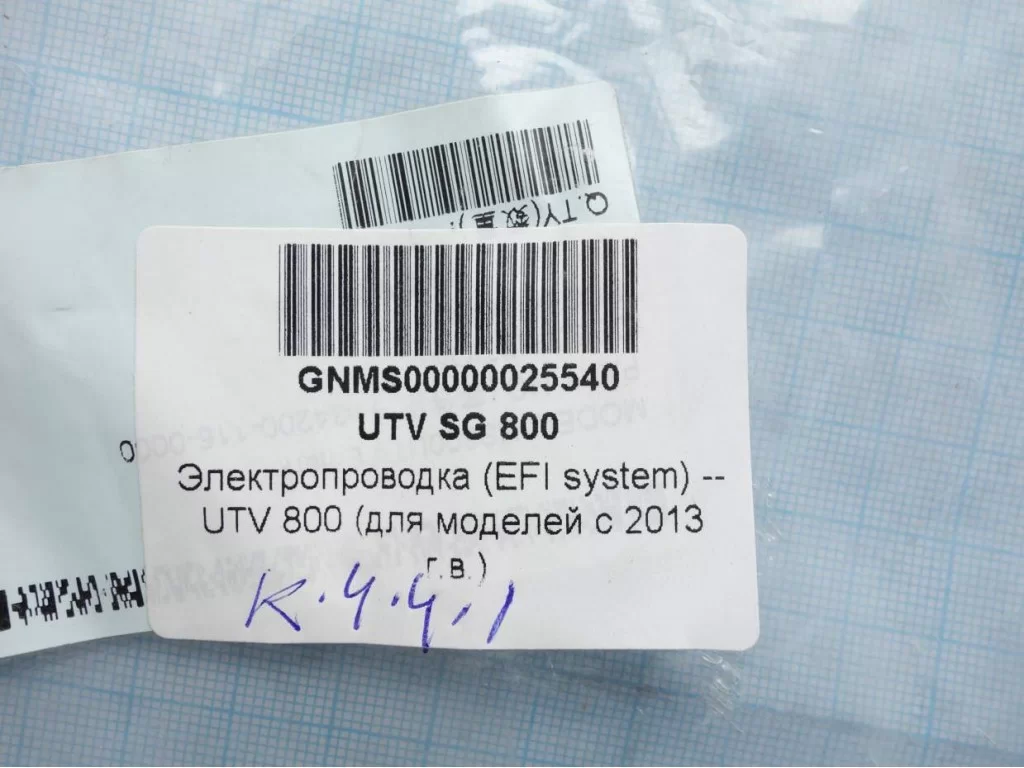 Q.TY(数量):
GNMS00000025540
UTV SG 800
Электропроводка (EFI system) --
UTV 800 (для моделей с 2013
г.в.)
К.4.4.1